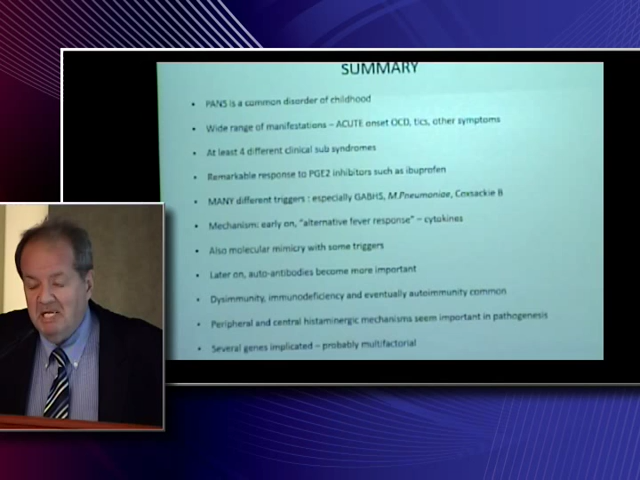 SUMMARY
• PANS is a common disorder of childhood
• Wide range of manifestations – ACUTE onset OCD, tics, other symptoms
• At least 4 different clinical sub syndromes
• Remarkable response to PGE2 inhibitors such as ibuprofen
• MANY different triggers : especially GABHS, M.Pneumoniae, Coxsackie B
• Mechanism: early on, "alternative fever response" – cytokines
• Also molecular mimicry with some triggers
• Later on, auto-antibodies become more important
• Dysimmunity, immunodeficiency and eventually autoimmunity common
• Peripheral and central histaminergic mechanisms seem important in pathogenesis
• Several genes implicated – probably multifactorial